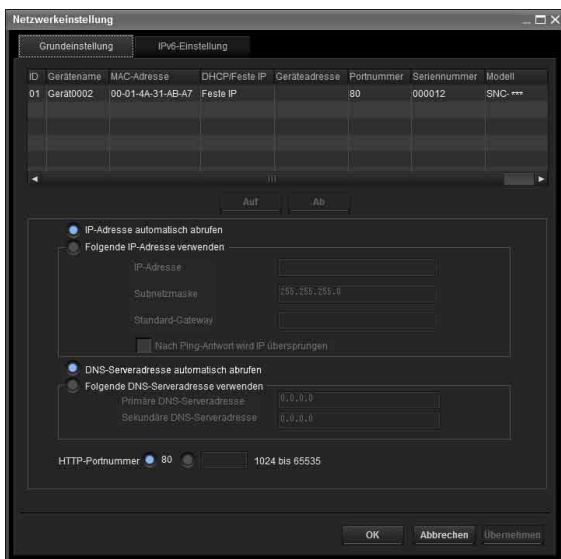 Netzwerkeinstellung
Grundeinstellung IPv6-Einstellung
ID Gerätename MAC-Adresse DHCP/Feste IP Geräteadresse Portnummer Seriennummer Modell
01 Gerät0002 00-01-4A-31-AB-A7 Feste IP 80 000012 SNC-***
Auf Ab
IP-Adresse automatisch abrufen
Folgende IP-Adresse verwenden
IP-Adresse
Subnetzmaske 255.255.255.0
Standard-Gateway
Nach Ping-Antwort wird IP übersprungen
DNS-Serveradresse automatisch abrufen
Folgende DNS-Serveradresse verwenden
Primäre DNS-Serveradresse 0.0.0.0
Sekundäre DNS-Serveradresse 0.0.0.0
HTTP-Portnummer 80 1024 bis 65535
OK Abbrechen Übernehmen